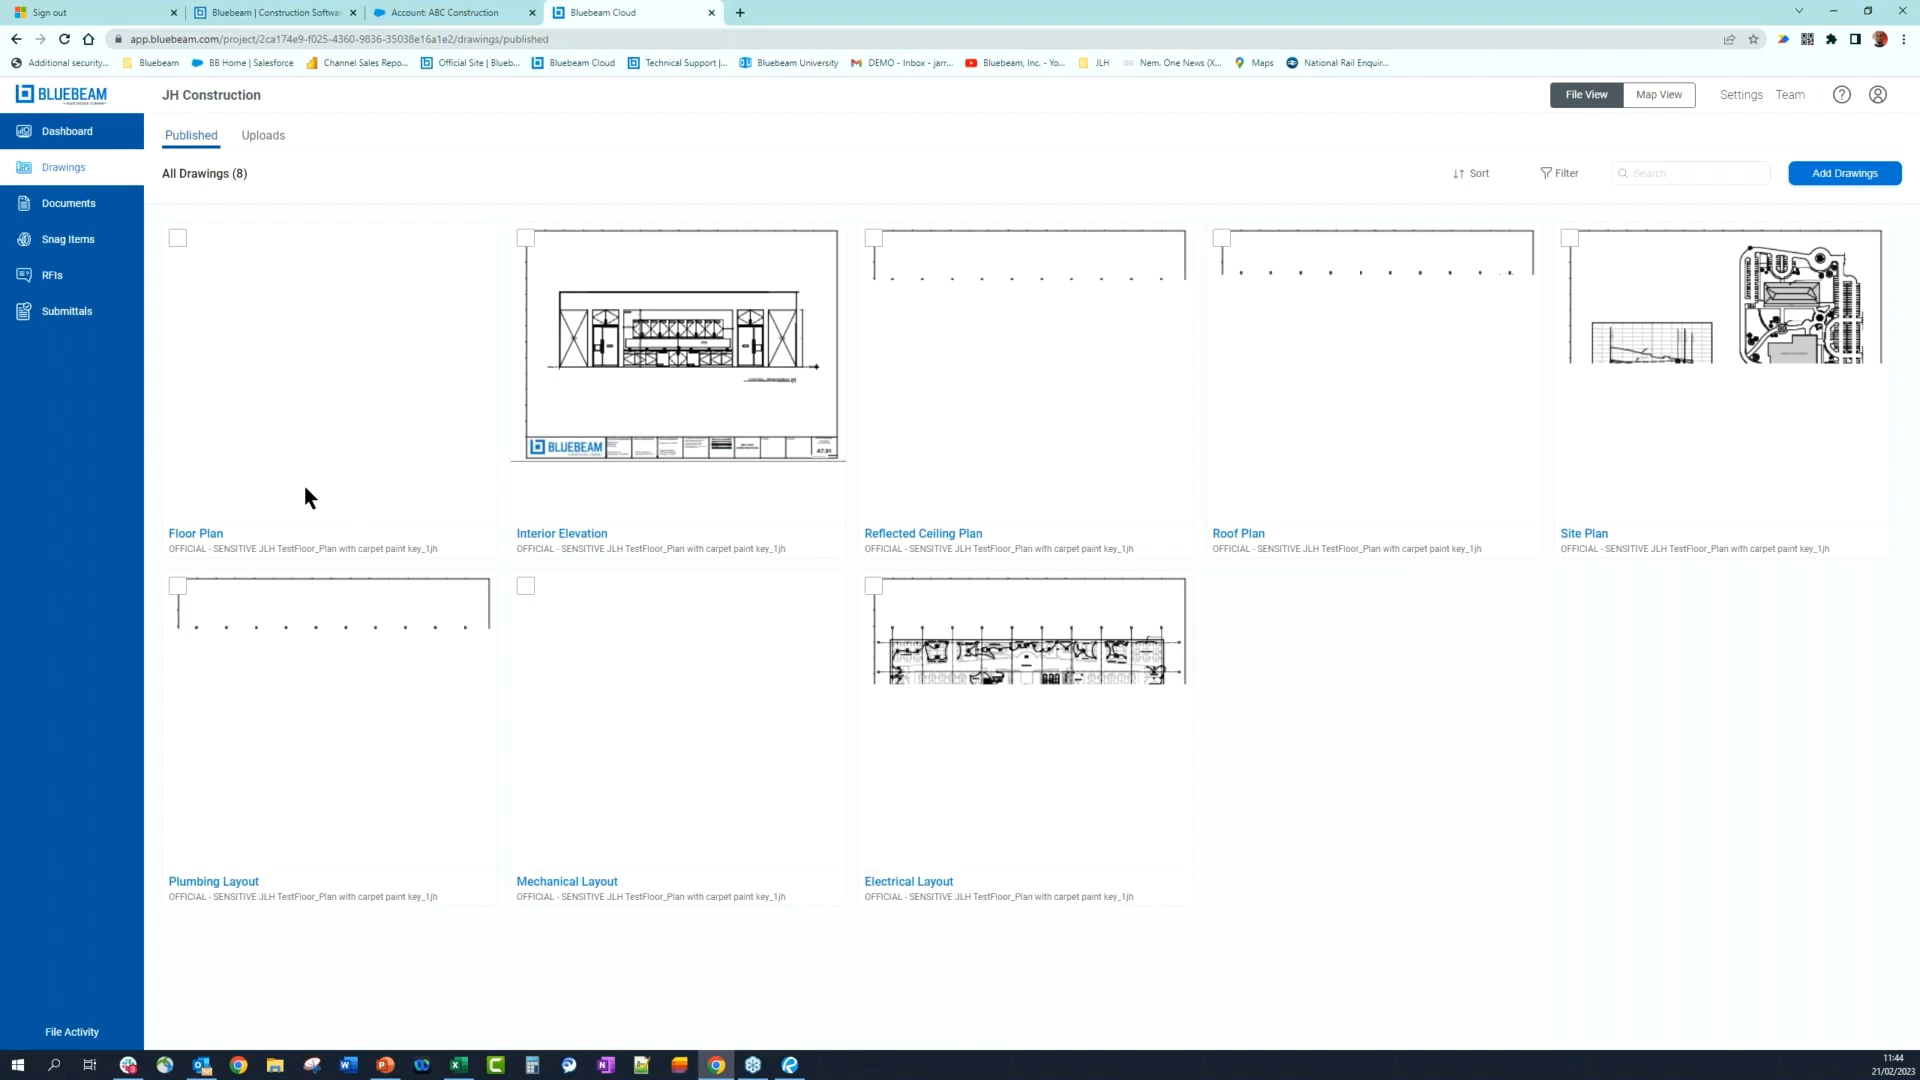 Sign out
Bluebeam | Construction Softwar
Account: ABC Construction
Bluebeam Cloud
app.bluebeam.com/project/2ca174e9-f025-4360-9836-35038e16a1e2/drawings/published
Additional security...
Bluebeam
BB Home | Salesforce
Channel Sales Repo...
Official Site | Blueb...
Bluebeam Cloud
Technical Support |...
Bluebeam University
DEMO - Inbox - jarr...
Bluebeam, Inc. - Yo...
JLH
Nem. One News (X...
Maps
National Rail Enquir...
BLUEBEAM
JH Construction
File View
Map View
Settings
Team
Dashboard
Drawings
Documents
Snag Items
RFIs
Submittals
File Activity
Published
Uploads
All Drawings (8)
Sort
Filter
Search
Add Drawings
BLUEBEAM
A7.01
Floor Plan
OFFICIAL - SENSITIVE JLH TestFloor_Plan with carpet paint key_1jh
Interior Elevation
OFFICIAL - SENSITIVE JLH TestFloor_Plan with carpet paint key_1jh
Reflected Ceiling Plan
OFFICIAL - SENSITIVE JLH TestFloor_Plan with carpet paint key_1jh
Roof Plan
OFFICIAL - SENSITIVE JLH TestFloor_Plan with carpet paint key_1jh
Site Plan
OFFICIAL - SENSITIVE JLH TestFloor_Plan with carpet paint key_1jh
Plumbing Layout
OFFICIAL - SENSITIVE JLH TestFloor_Plan with carpet paint key_1jh
Mechanical Layout
OFFICIAL - SENSITIVE JLH TestFloor_Plan with carpet paint key_1jh
Electrical Layout
OFFICIAL - SENSITIVE JLH TestFloor_Plan with carpet paint key_1jh
11:44
21/02/2023